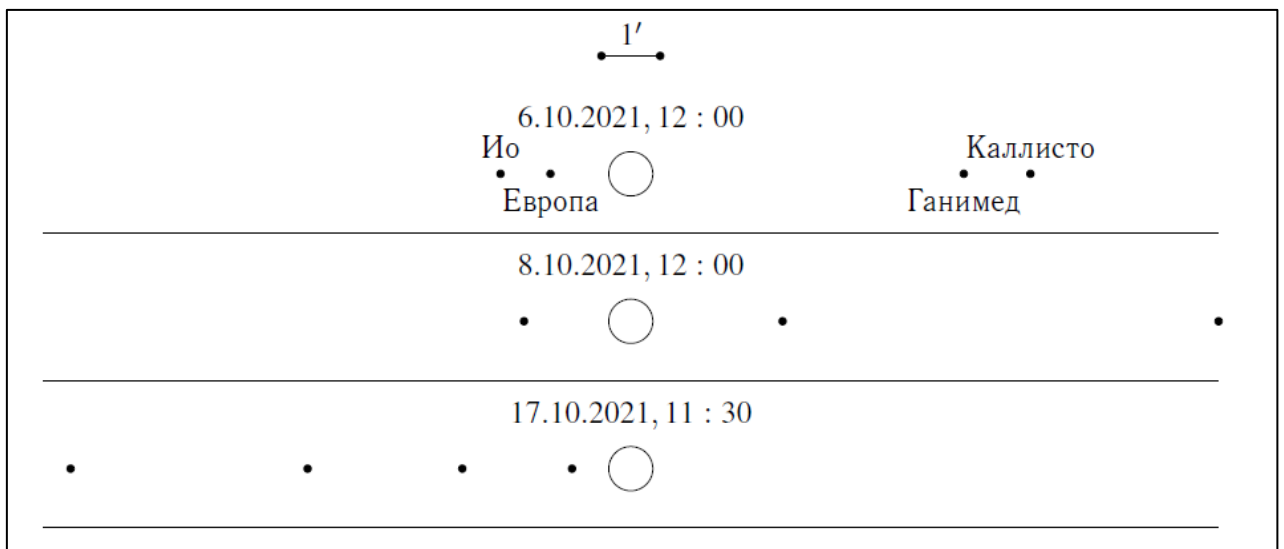 1′
6.10.2021, 12 : 00
Ио
Каллисто
Европа
Ганимед
8.10.2021, 12 : 00
17.10.2021, 11 : 30